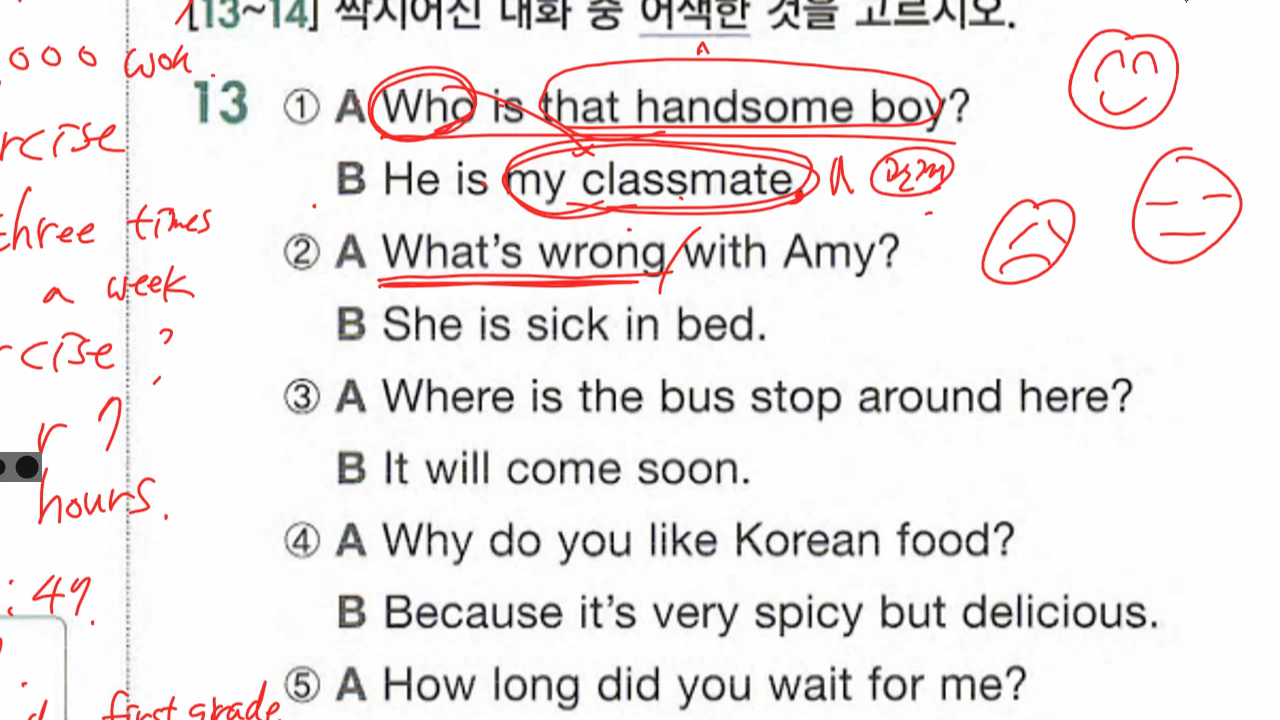 [13~14] 짝지어진 대화 중 어색한 것을 고르시오.
000 won
13 ① A Who is that handsome boy?
rcise
B He is my classmate.
three times
② A What's wrong with Amy?
a week
B She is sick in bed.
rcise?
③ A Where is the bus stop around here?
r?
B It will come soon.
hours.
④ A Why do you like Korean food?
: 4?
B Because it's very spicy but delicious.
⑤ A How long did you wait for me?
first grade